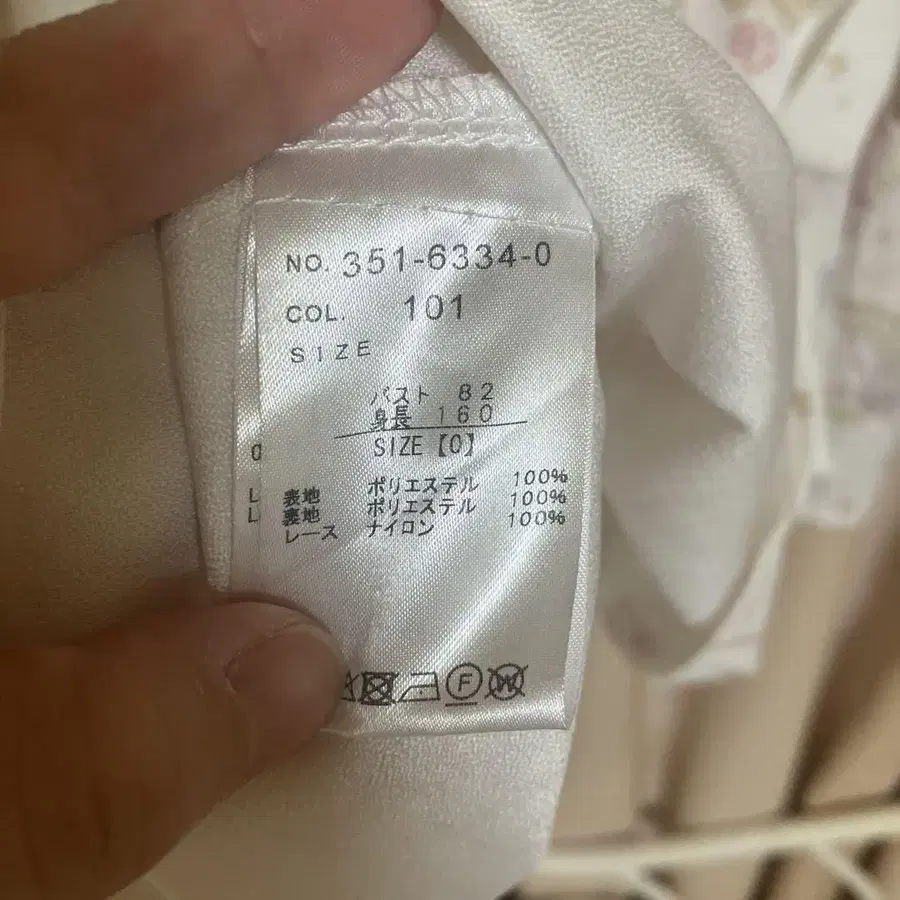 NO. 351-6334-0
COL. 101
SIZE
バスト 82
身長 160
SIZE【0】
表地 ポリエステル 100%
裏地 ポリエステル 100%
レース ナイロン 100%
F W